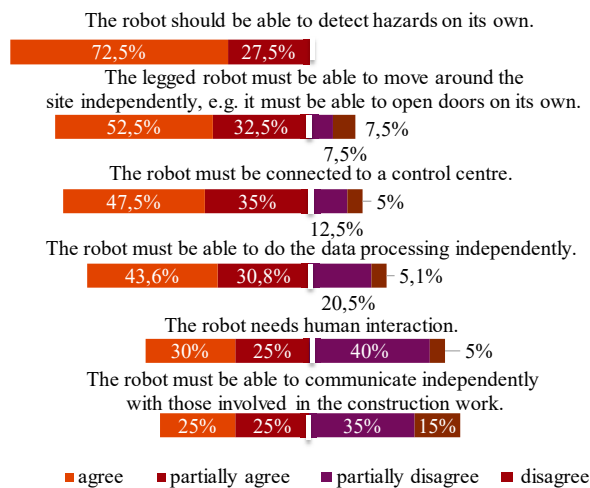 The robot should be able to detect hazards on its own.
72,5% 27,5%
The legged robot must be able to move around the
site independently, e.g. it must be able to open doors on its own.
52,5% 32,5% 7,5%
7,5%
The robot must be connected to a control centre.
47,5% 35% 5%
12,5%
The robot must be able to do the data processing independently.
43,6% 30,8% 5,1%
20,5%
The robot needs human interaction.
30% 25% 40% 5%
The robot must be able to communicate independently
with those involved in the construction work.
25% 25% 35% 15%
agree partially agree partially disagree disagree